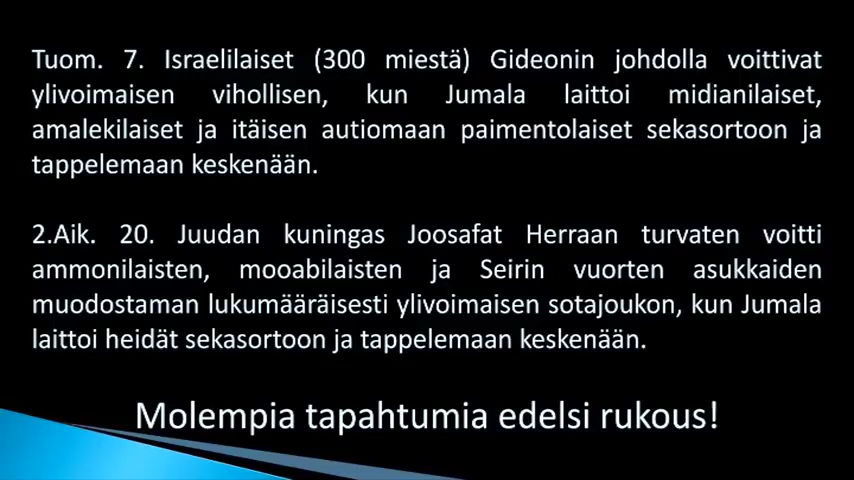 Tuom. 7. Israelilaiset (300 miestä) Gideonin johdolla voittivat
ylivoimaisen vihollisen, kun Jumala laittoi midianilaiset,
amalekilaiset ja itäisen autiomaan paimentolaiset sekasortoon ja
tappelemaan keskenään.
2.Aik. 20. Juudan kuningas Joosafat Herraan turvaten voitti
ammonilaisten, mooabilaisten ja Seirin vuorten asukkaiden
muodostaman lukumääräisesti ylivoimaisen sotajoukon, kun Jumala
laittoi heidät sekasortoon ja tappelemaan keskenään.
Molempia tapahtumia edelsi rukous!